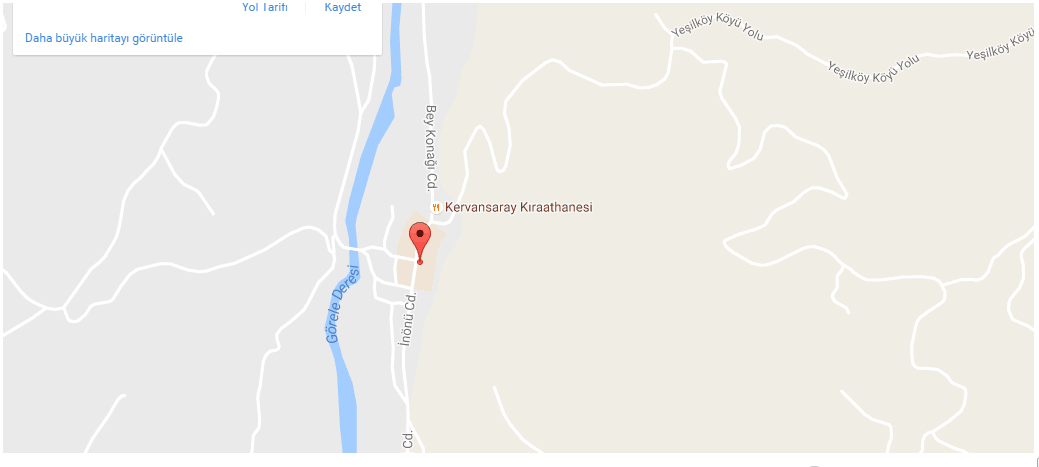 Yol Tarifi
Kaydet
Daha büyük haritayı görüntüle
Yeşilköy Köyü Yolu
Yeşilköy Köyü Yolu
Yeşilköy Köyü
Bey Konağı Cd.
Kervansaray Kıraathanesi
Görele Deresi
İnönü Cd.
Cd.